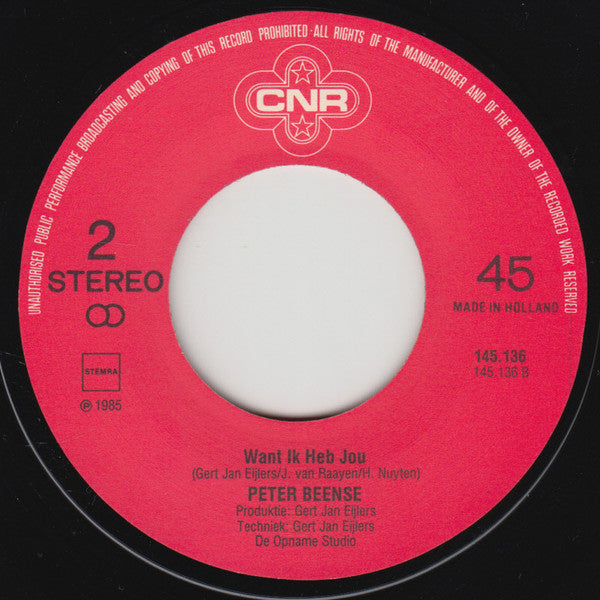 UNAUTHORISED PUBLIC PERFORMANCE BROADCASTING AND COPYING OF THIS RECORD PROHIBITED · ALL RIGHTS OF THE MANUFACTURER AND OF THE OWNER OF THE RECORDED WORK RESERVED
CNR
2
STEREO
45
MADE IN HOLLAND
STEMRA
℗ 1985
145.136
145.136 B
Want Ik Heb Jou
(Gert Jan Eijlers/J. van Raayen/H. Nuyten)
PETER BEENSE
Produktie: Gert Jan Eijlers
Techniek: Gert Jan Eijlers
De Opname Studio